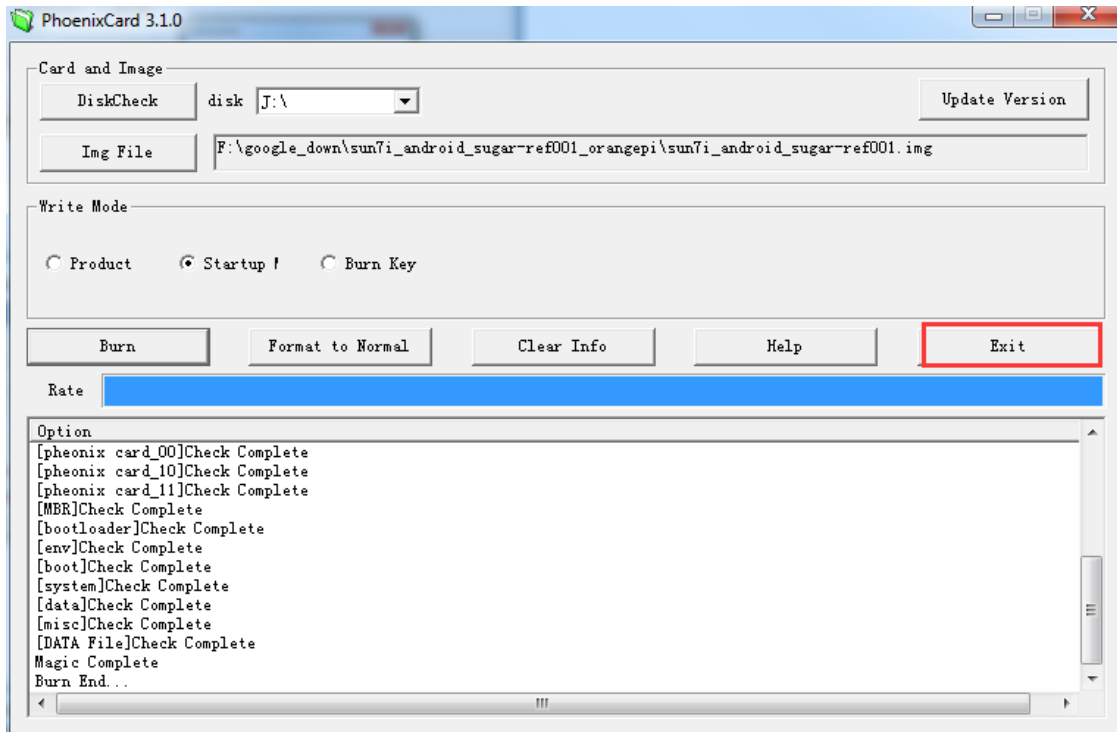 PhoenixCard 3.1.0
Card and Image
DiskCheck disk J:\ Update Version
Img File F:\google_down\sun7i_android_sugar-ref001_orangepi\sun7i_android_sugar-ref001.img
Write Mode
Product Startup Burn Key
Burn Format to Normal Clear Info Help Exit
Rate
Option
[pheonix card_00]Check Complete
[pheonix card_10]Check Complete
[pheonix card_11]Check Complete
[MBR]Check Complete
[bootloader]Check Complete
[env]Check Complete
[boot]Check Complete
[system]Check Complete
[data]Check Complete
[misc]Check Complete
[DATA File]Check Complete
Magic Complete
Burn End...